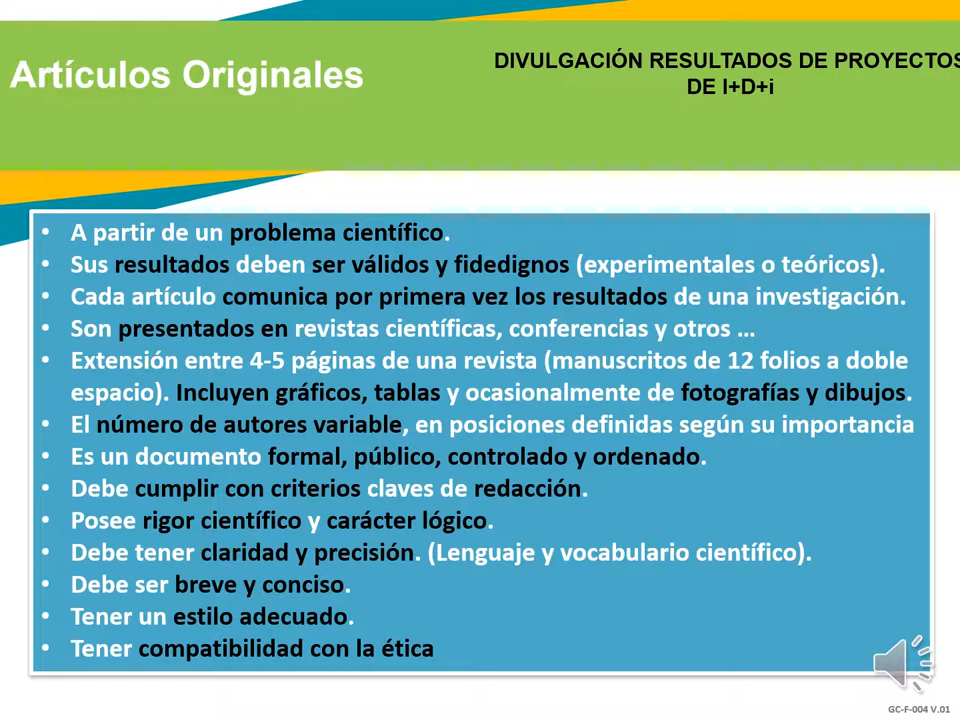 Artículos Originales
DIVULGACIÓN RESULTADOS DE PROYECTOS
DE I+D+i
• A partir de un problema científico.
• Sus resultados deben ser válidos y fidedignos (experimentales o teóricos).
• Cada artículo comunica por primera vez los resultados de una investigación.
• Son presentados en revistas científicas, conferencias y otros ...
• Extensión entre 4-5 páginas de una revista (manuscritos de 12 folios a doble
espacio). Incluyen gráficos, tablas y ocasionalmente de fotografías y dibujos.
• El número de autores variable, en posiciones definidas según su importancia
• Es un documento formal, público, controlado y ordenado.
• Debe cumplir con criterios claves de redacción.
• Posee rigor científico y carácter lógico.
• Debe tener claridad y precisión. (Lenguaje y vocabulario científico).
• Debe ser breve y conciso.
• Tener un estilo adecuado.
• Tener compatibilidad con la ética
GC-F-004 V.01